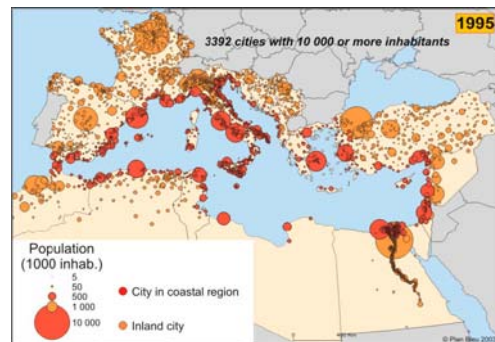 1995
3392 cities with 10 000 or more inhabitants
Population
(1000 inhab.)
5
50
500
1 000
10 000
City in coastal region
Inland city
© Plan Bleu